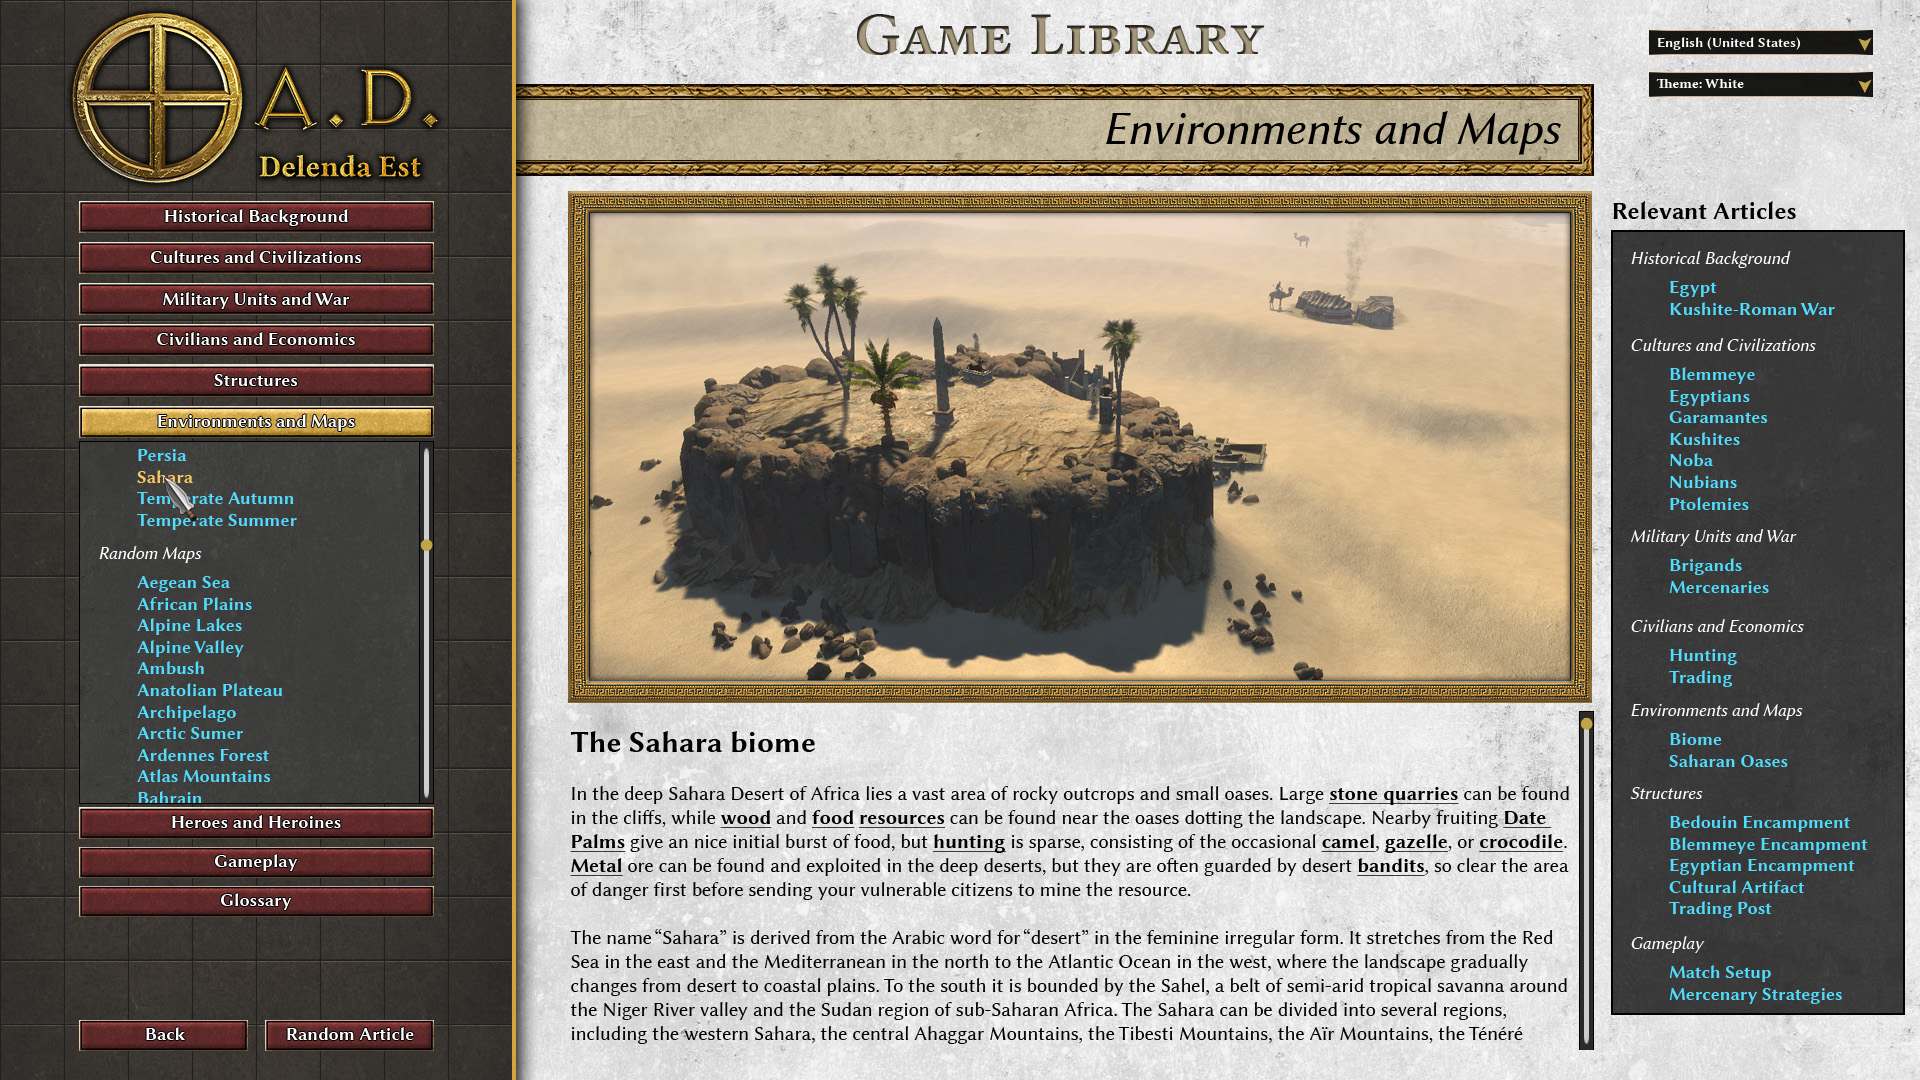 A. D.
Delenda Est
Historical Background
Cultures and Civilizations
Military Units and War
Civilians and Economics
Structures
Environments and Maps
Persia
Sahara
Temperate Autumn
Temperate Summer
Random Maps
Aegean Sea
African Plains
Alpine Lakes
Alpine Valley
Ambush
Anatolian Plateau
Archipelago
Arctic Sumer
Ardennes Forest
Atlas Mountains
Bahrain
Heroes and Heroines
Gameplay
Glossary
Back
Random Article
Game Library
Environments and Maps
The Sahara biome
In the deep Sahara Desert of Africa lies a vast area of rocky outcrops and small oases. Large stone quarries can be found
in the cliffs, while wood and food resources can be found near the oases dotting the landscape. Nearby fruiting Date
Palms give an nice initial burst of food, but hunting is sparse, consisting of the occasional camel, gazelle, or crocodile.
Metal ore can be found and exploited in the deep deserts, but they are often guarded by desert bandits, so clear the area
of danger first before sending your vulnerable citizens to mine the resource.
The name “Sahara” is derived from the Arabic word for “desert” in the feminine irregular form. It stretches from the Red
Sea in the east and the Mediterranean in the north to the Atlantic Ocean in the west, where the landscape gradually
changes from desert to coastal plains. To the south it is bounded by the Sahel, a belt of semi-arid tropical savanna around
the Niger River valley and the Sudan region of sub-Saharan Africa. The Sahara can be divided into several regions,
including the western Sahara, the central Ahaggar Mountains, the Tibesti Mountains, the Aïr Mountains, the Ténéré
English (United States)
Theme: White
Relevant Articles
Historical Background
Egypt
Kushite-Roman War
Cultures and Civilizations
Blemmeye
Egyptians
Garamantes
Kushites
Noba
Nubians
Ptolemies
Military Units and War
Brigands
Mercenaries
Civilians and Economics
Hunting
Trading
Environments and Maps
Biome
Saharan Oases
Structures
Bedouin Encampment
Blemmeye Encampment
Egyptian Encampment
Cultural Artifact
Trading Post
Gameplay
Match Setup
Mercenary Strategies